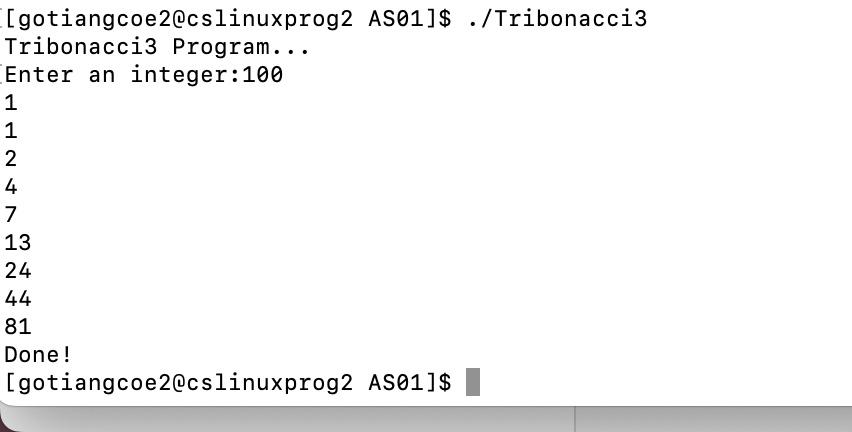 [gotiangcoe2@cslinuxprog2 AS01]$ ./Tribonacci3
Tribonacci3 Program...
Enter an integer:100
1
1
2
4
7
13
24
44
81
Done!
[gotiangcoe2@cslinuxprog2 AS01]$